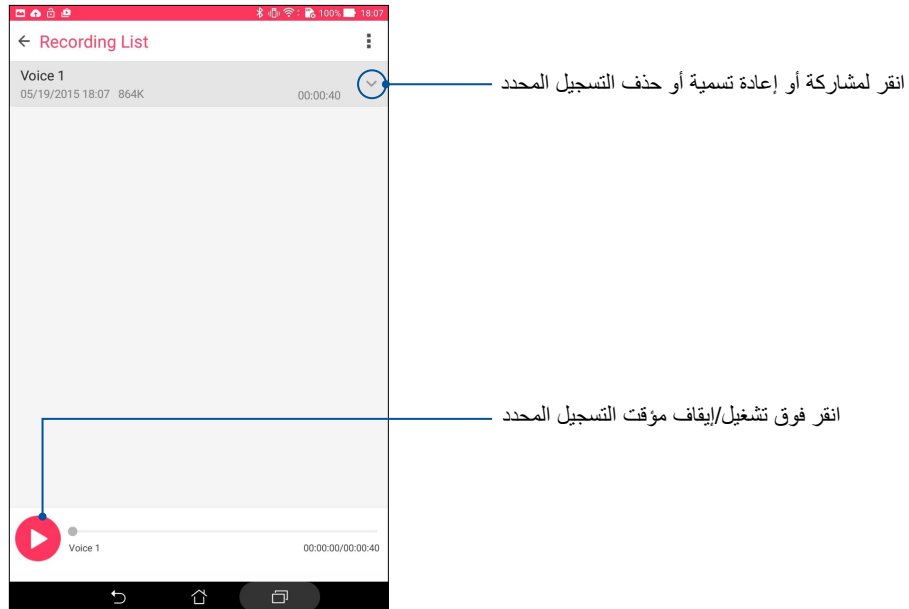 100% 18:07
Recording List
Voice 1
05/19/2015 18:07 864K 00:00:40
انقر لمشاركة أو إعادة تسمية أو حذف التسجيل المحدد
انقر فوق تشغيل/إيقاف مؤقت التسجيل المحدد
Voice 1 00:00:00/00:00:40